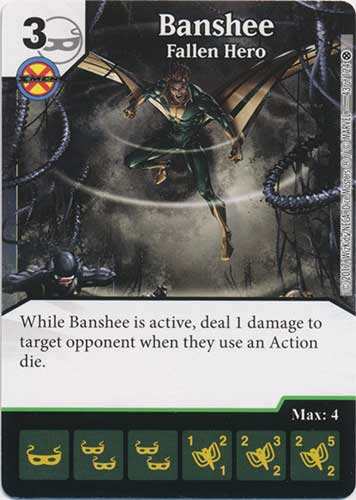 3
Banshee
Fallen Hero
X-MEN
While Banshee is active, deal 1 damage to
target opponent when they use an Action
die.
Max: 4
1 2 1
2 3 2
2 5 2